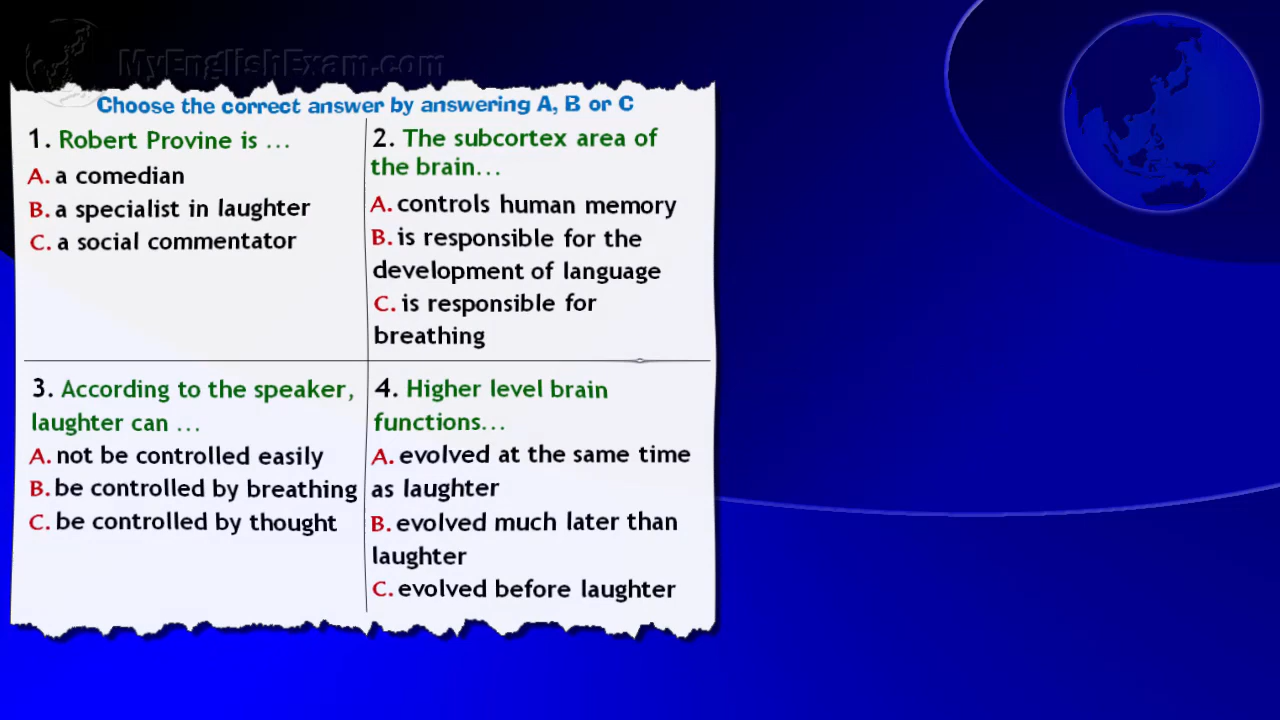 MyEnglishExam.com
Choose the correct answer by answering A, B or C
1. Robert Provine is ...
A. a comedian
B. a specialist in laughter
C. a social commentator
2. The subcortex area of
the brain...
A. controls human memory
B. is responsible for the
development of language
C. is responsible for
breathing
3. According to the speaker,
laughter can ...
A. not be controlled easily
B. be controlled by breathing
C. be controlled by thought
4. Higher level brain
functions...
A. evolved at the same time
as laughter
B. evolved much later than
laughter
C. evolved before laughter